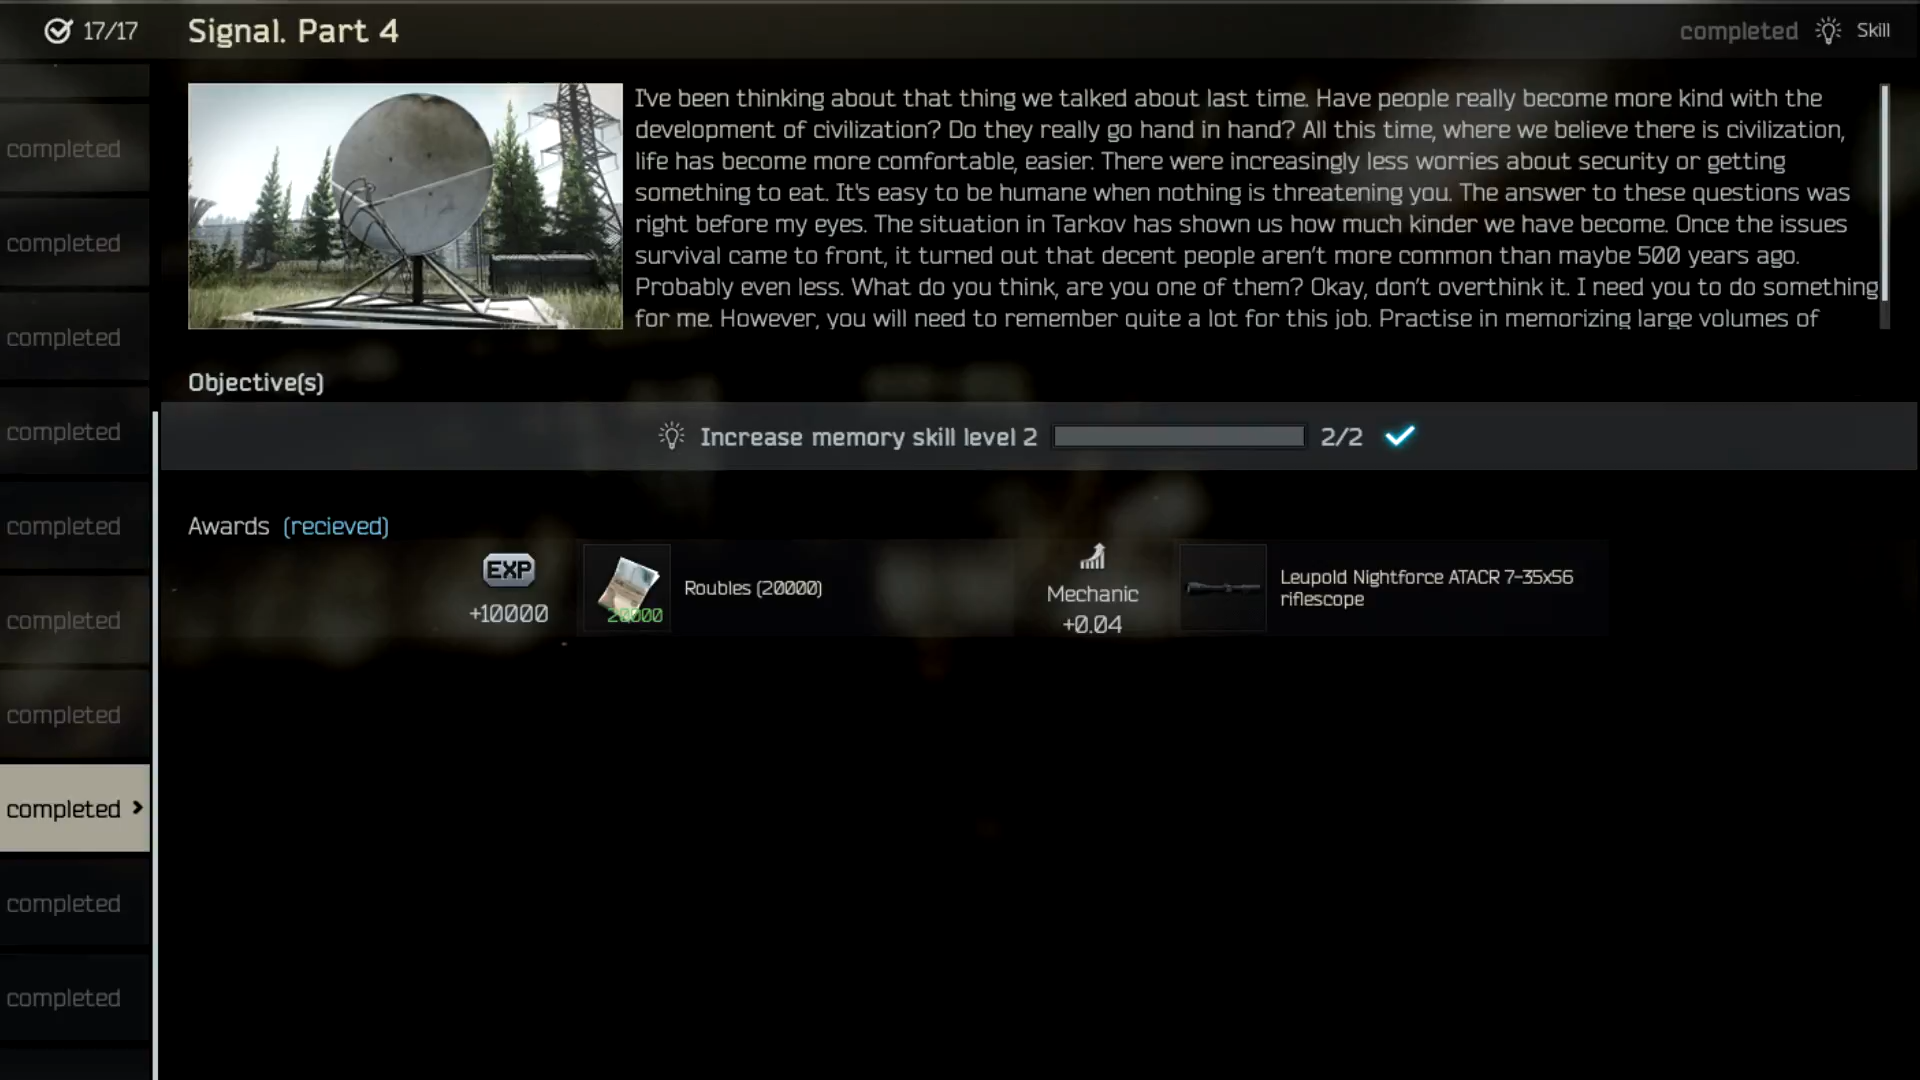 17/17
Signal. Part 4
completed
Skill
I've been thinking about that thing we talked about last time. Have people really become more kind with the
development of civilization? Do they really go hand in hand? All this time, where we believe there is civilization,
life has become more comfortable, easier. There were increasingly less worries about security or getting
something to eat. It's easy to be humane when nothing is threatening you. The answer to these questions was
right before my eyes. The situation in Tarkov has shown us how much kinder we have become. Once the issues
survival came to front, it turned out that decent people aren't more common than maybe 500 years ago.
Probably even less. What do you think, are you one of them? Okay, don't overthink it. I need you to do something
for me. However, you will need to remember quite a lot for this job. Practise in memorizing large volumes of
Objective(s)
Increase memory skill level 2
2/2
Awards (recieved)
EXP
+10000
20000
Roubles (20000)
Mechanic
+0.04
Leupold Nightforce ATACR 7-35x56
riflescope
completed
completed
completed
completed
completed
completed
completed
completed >
completed
completed